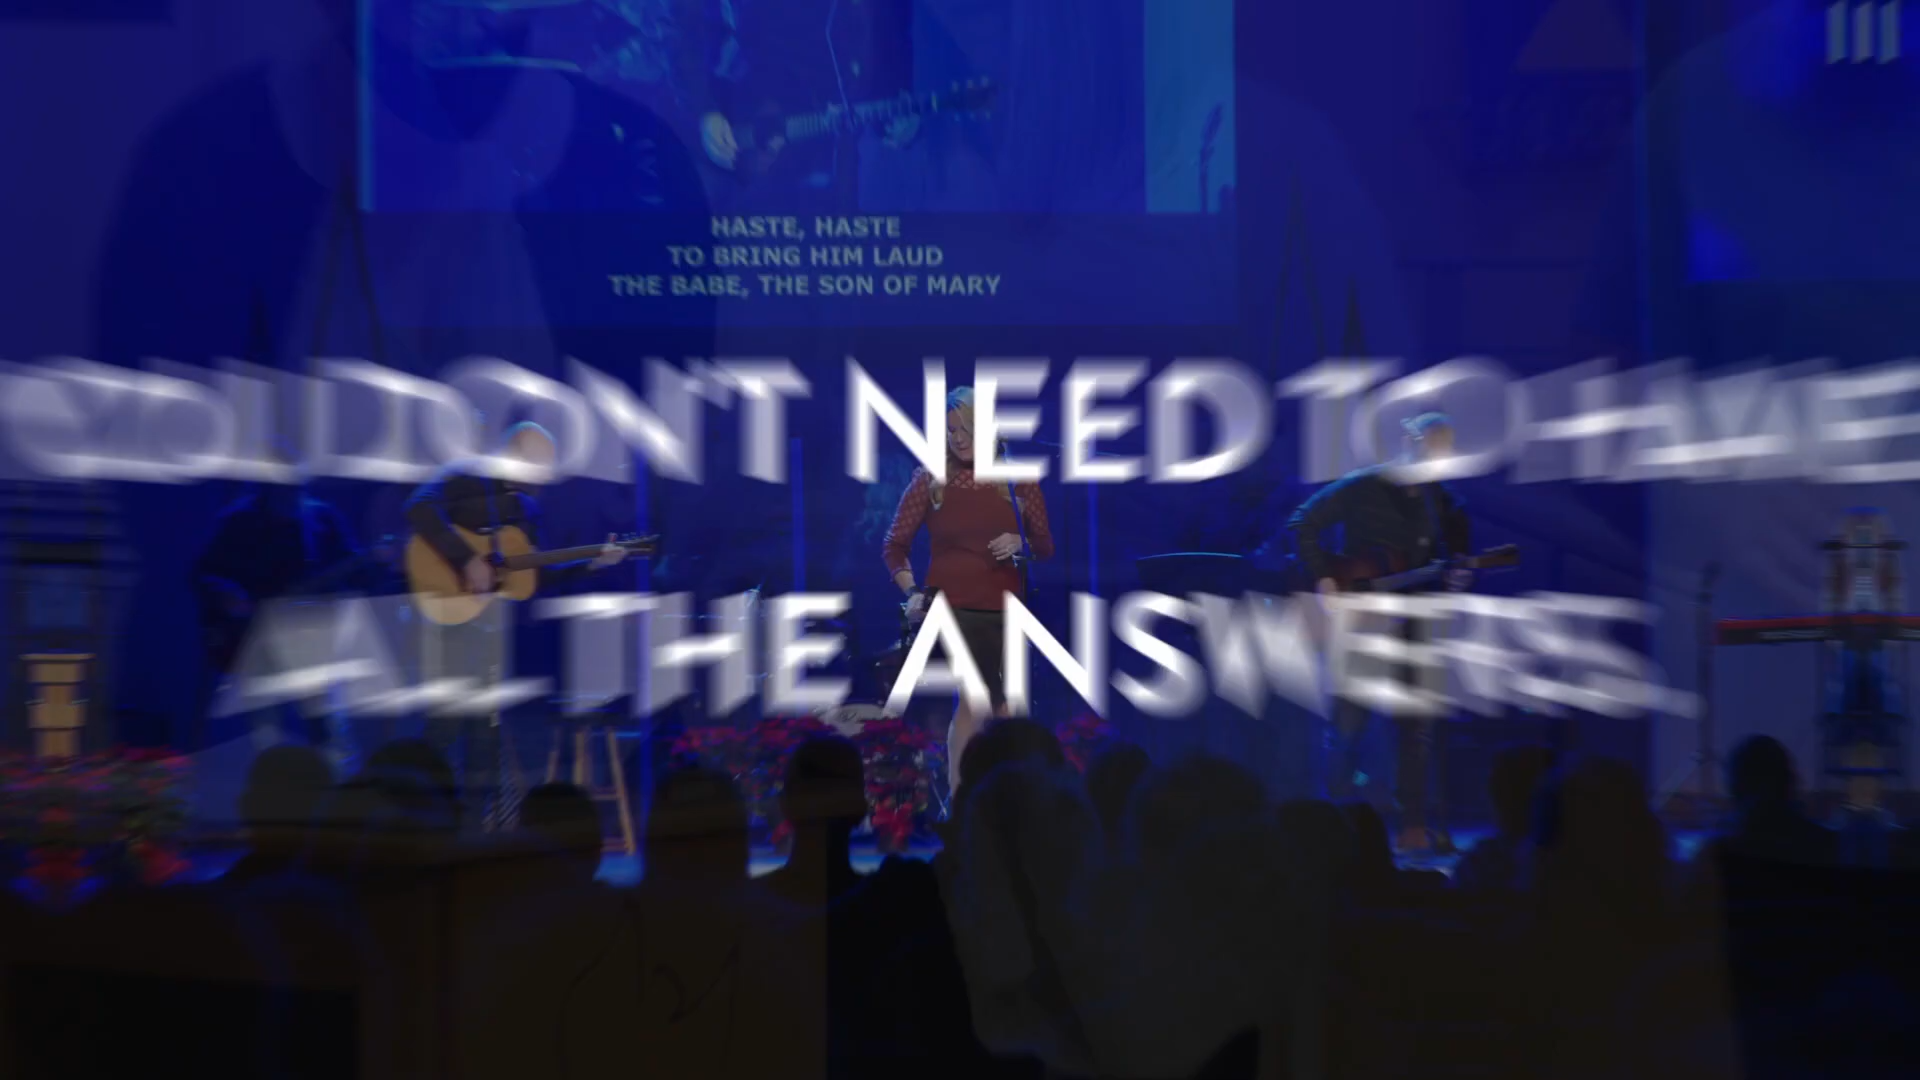 HASTE, HASTE
TO BRING HIM LAUD
THE BABE, THE SON OF MARY
YOU DON'T NEED TO HAVE
ALL THE ANSWERS.